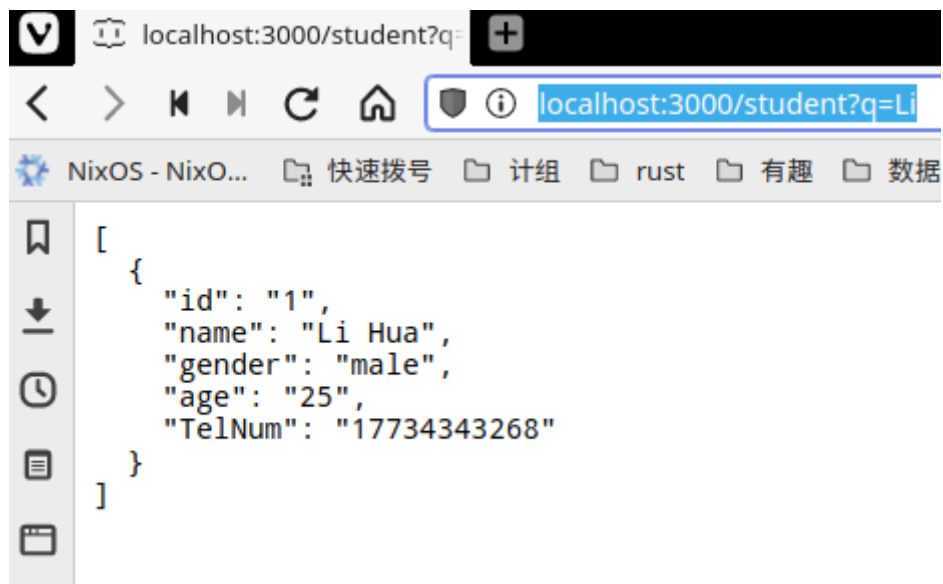 localhost:3000/student?q=
localhost:3000/student?q=Li
NixOS - NixO... 快速拨号 计组 rust 有趣 数据
[
{
"id": "1",
"name": "Li Hua",
"gender": "male",
"age": "25",
"TelNum": "17734343268"
}
]